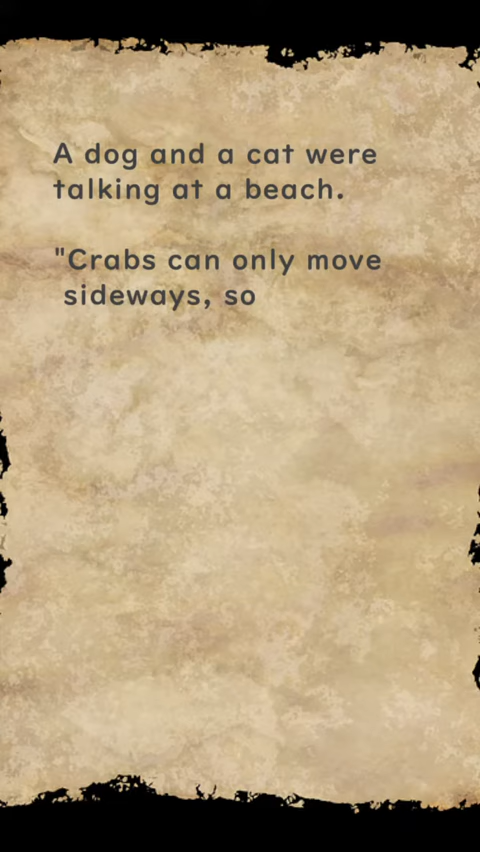 A dog and a cat were
talking at a beach.
"Crabs can only move
sideways, so